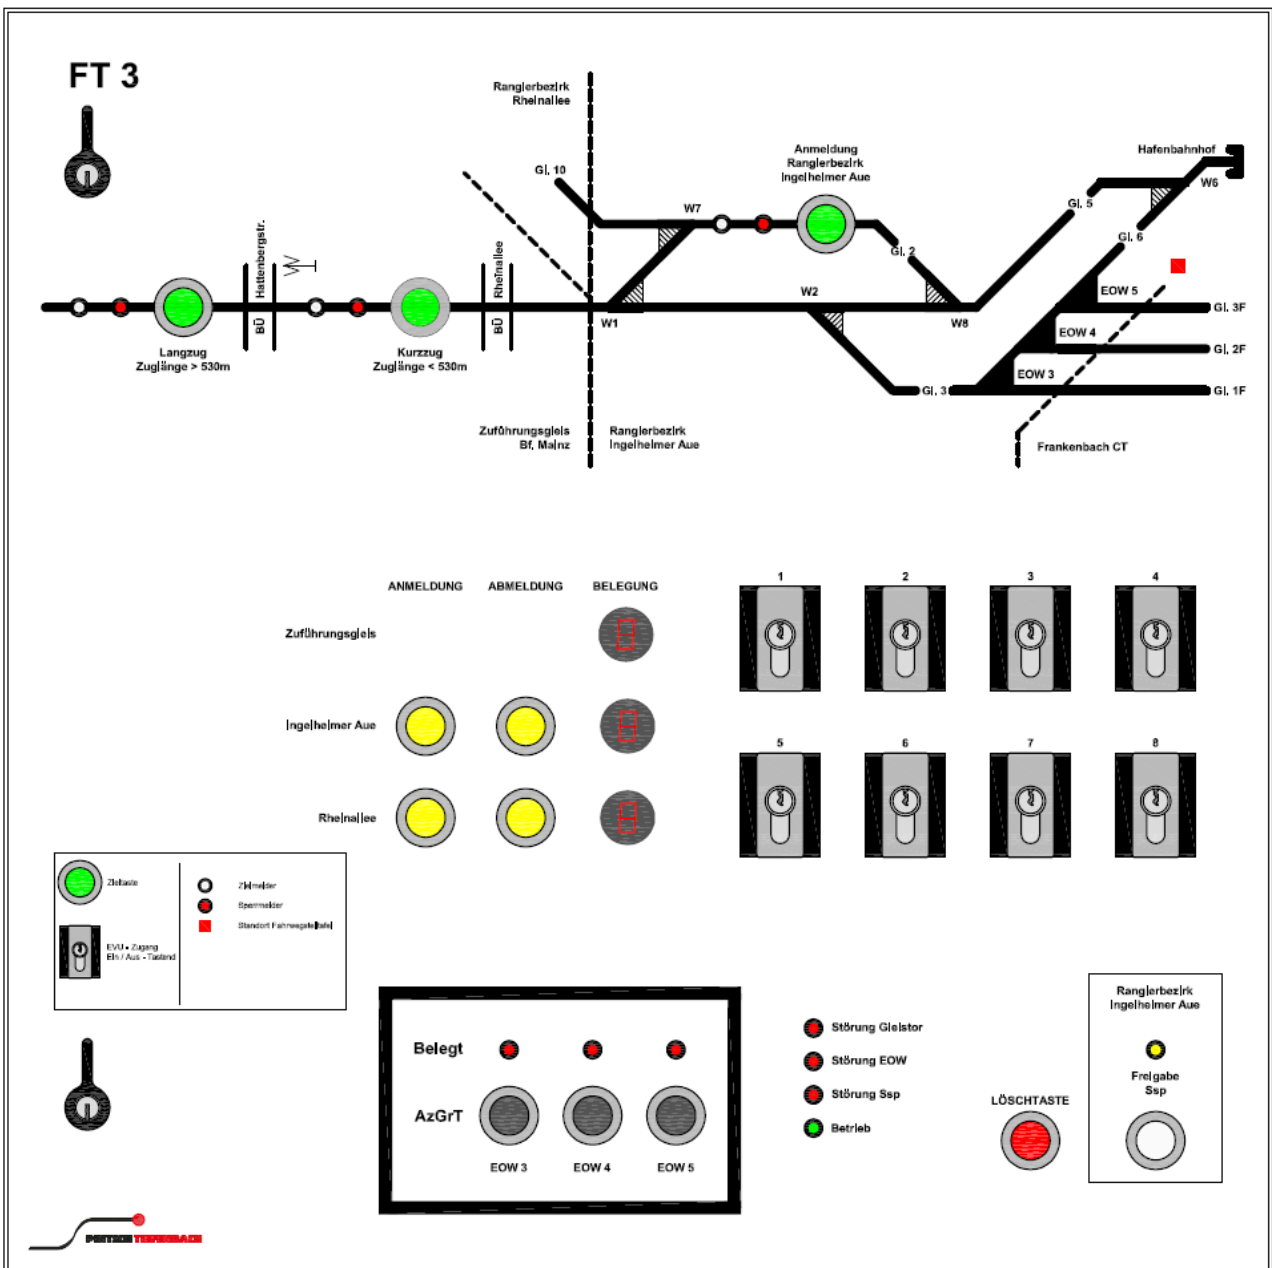 FT 3
Rangierbezirk
Rheinallee
Gl. 10
W7
Anmeldung
Rangierbezirk
Ingelheimer Aue
Hafenbahnhof
W6
Gl. 5
Gl. 6
Gl. 2
BÜ Hattenbergstr.
BÜ Rheinallee
W1
W2
W8
EOW 5
EOW 4
EOW 3
Gl. 3F
Gl. 2F
Gl. 1F
Gl. 3
Langzug
Zuglänge > 530m
Kurzzug
Zuglänge < 530m
Zuführungsgleis
Bf. Mainz
Rangierbezirk
Ingelheimer Aue
Frankenbach CT
ANMELDUNG ABMELDUNG BELEGUNG
Zuführungsgleis
Ingelheimer Aue
Rheinallee
1 2 3 4
5 6 7 8
Zieltaste
EVU - Zugang
Ein / Aus - Tastend
Zielmelder
Sperrmelder
Standort Fahrwegstelltafel
Belegt
AzGrT
EOW 3 EOW 4 EOW 5
Störung Gleistor
Störung EOW
Störung Ssp
Betrieb
LÖSCHTASTE
Rangierbezirk
Ingelheimer Aue
Freigabe
Ssp
PINTSCH TIEFENBACH